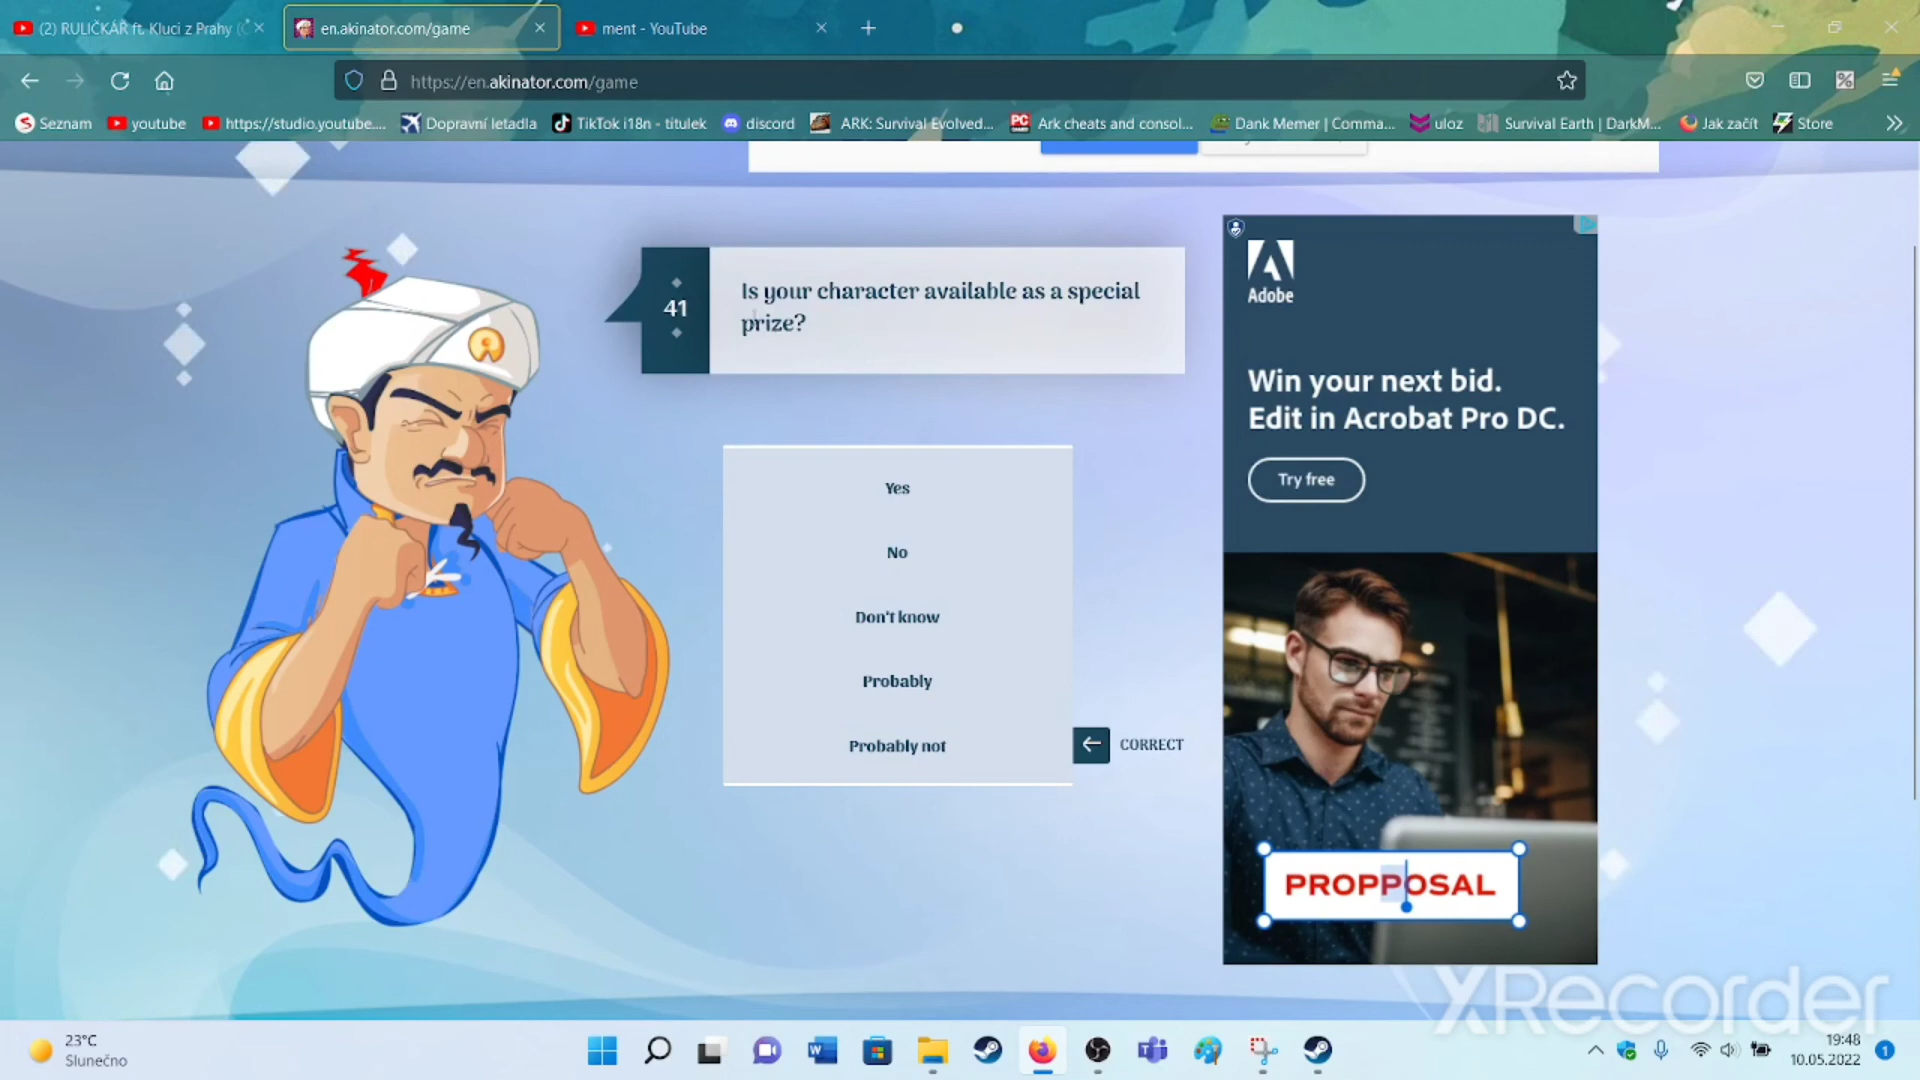 (2) RULIČKÁŘ ft. Kluci z Prahy
en.akinator.com/game
ment - YouTube
https://en.akinator.com/game
Seznam
youtube
https://studio.youtube....
Dopravní letadla
TikTok i18n - titulek
discord
ARK: Survival Evolved...
Ark cheats and consol...
Dank Memer | Comma...
uloz
Survival Earth | DarkM...
Jak začít
Store
41
Is your character available as a special
prize?
Yes
No
Don't know
Probably
Probably not
CORRECT
Adobe
Win your next bid.
Edit in Acrobat Pro DC.
Try free
PROPPOSAL
XRecorder
23°C
Slunečno
19:48
10.05.2022
1